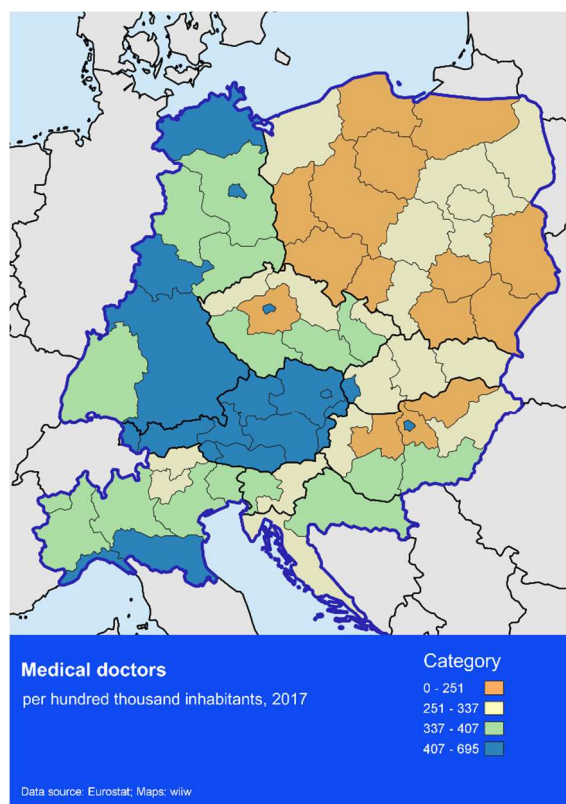 Medical doctors
per hundred thousand inhabitants, 2017
Category
0 - 251
251 - 337
337 - 407
407 - 695
Data source: Eurostat; Maps: wiiw